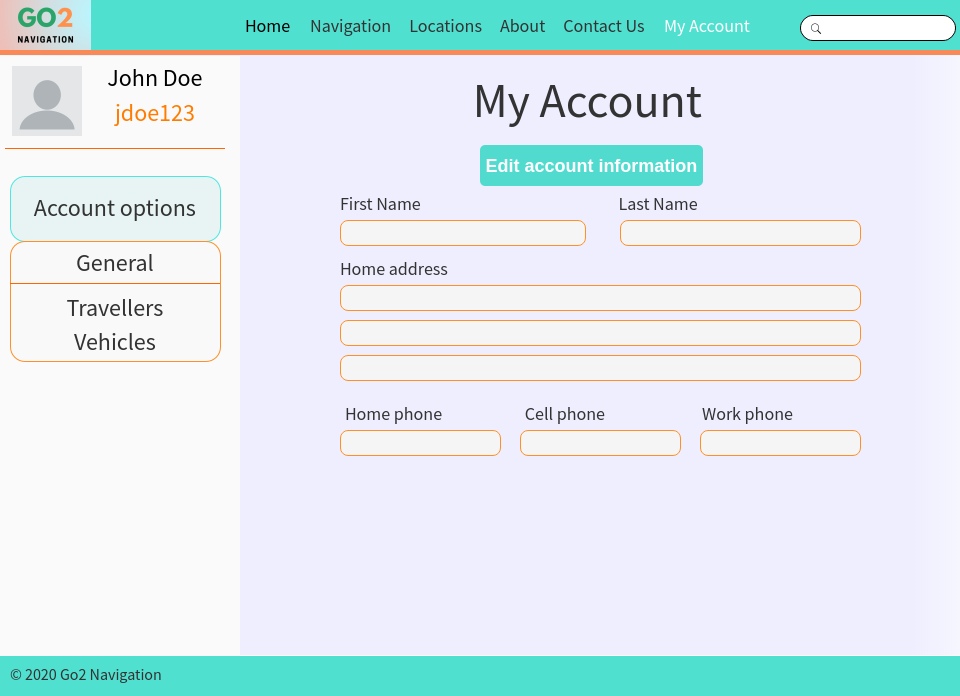 GO2
NAVIGATION
Home Navigation Locations About Contact Us My Account
John Doe
jdoe123
Account options
General
Travellers
Vehicles
My Account
Edit account information
First Name Last Name
Home address
Home phone Cell phone Work phone
© 2020 Go2 Navigation